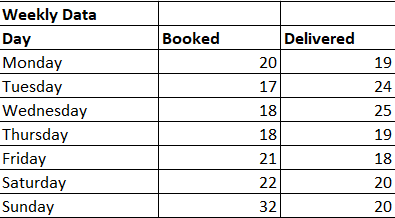 Weekly Data
Day Booked Delivered
Monday 20 19
Tuesday 17 24
Wednesday 18 25
Thursday 18 19
Friday 21 18
Saturday 22 20
Sunday 32 20